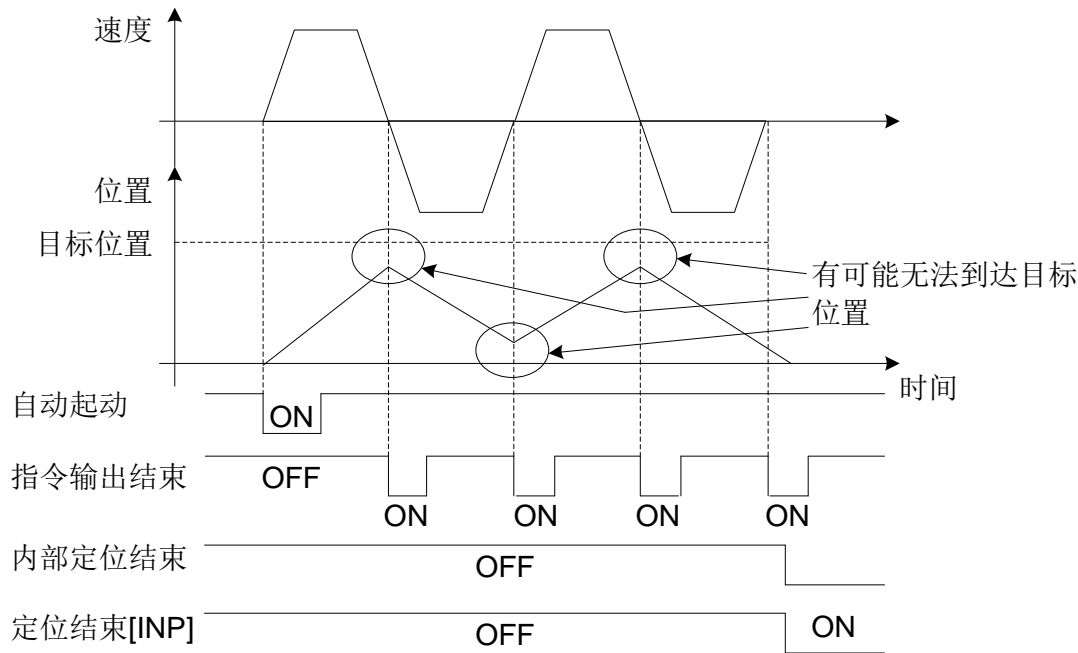 速度
位置
目标位置
有可能无法到达目标
位置
时间
自动起动
ON
指令输出结束
OFF
ON
ON
ON
ON
内部定位结束
OFF
定位结束[INP]
OFF
ON